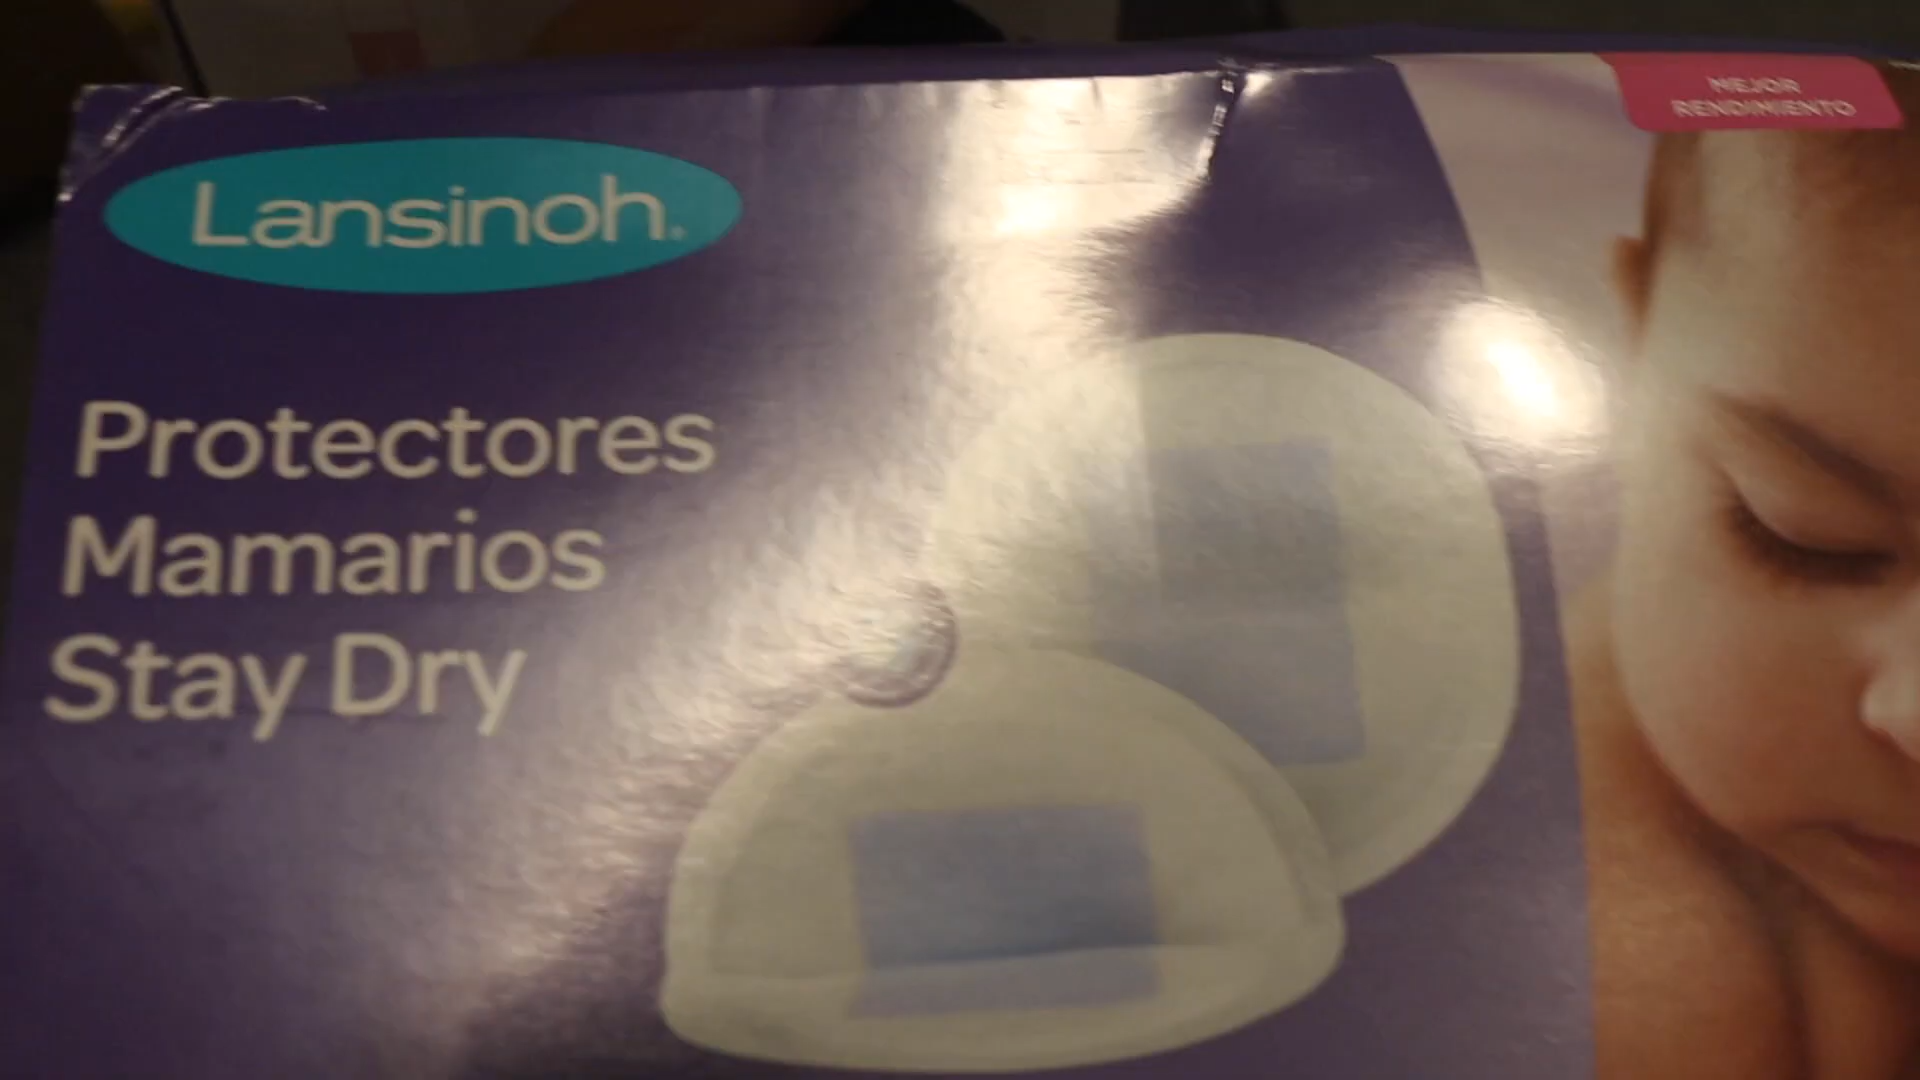 Lansinoh.
MEJOR
RENDIMIENTO
Protectores
Mamarios
Stay Dry